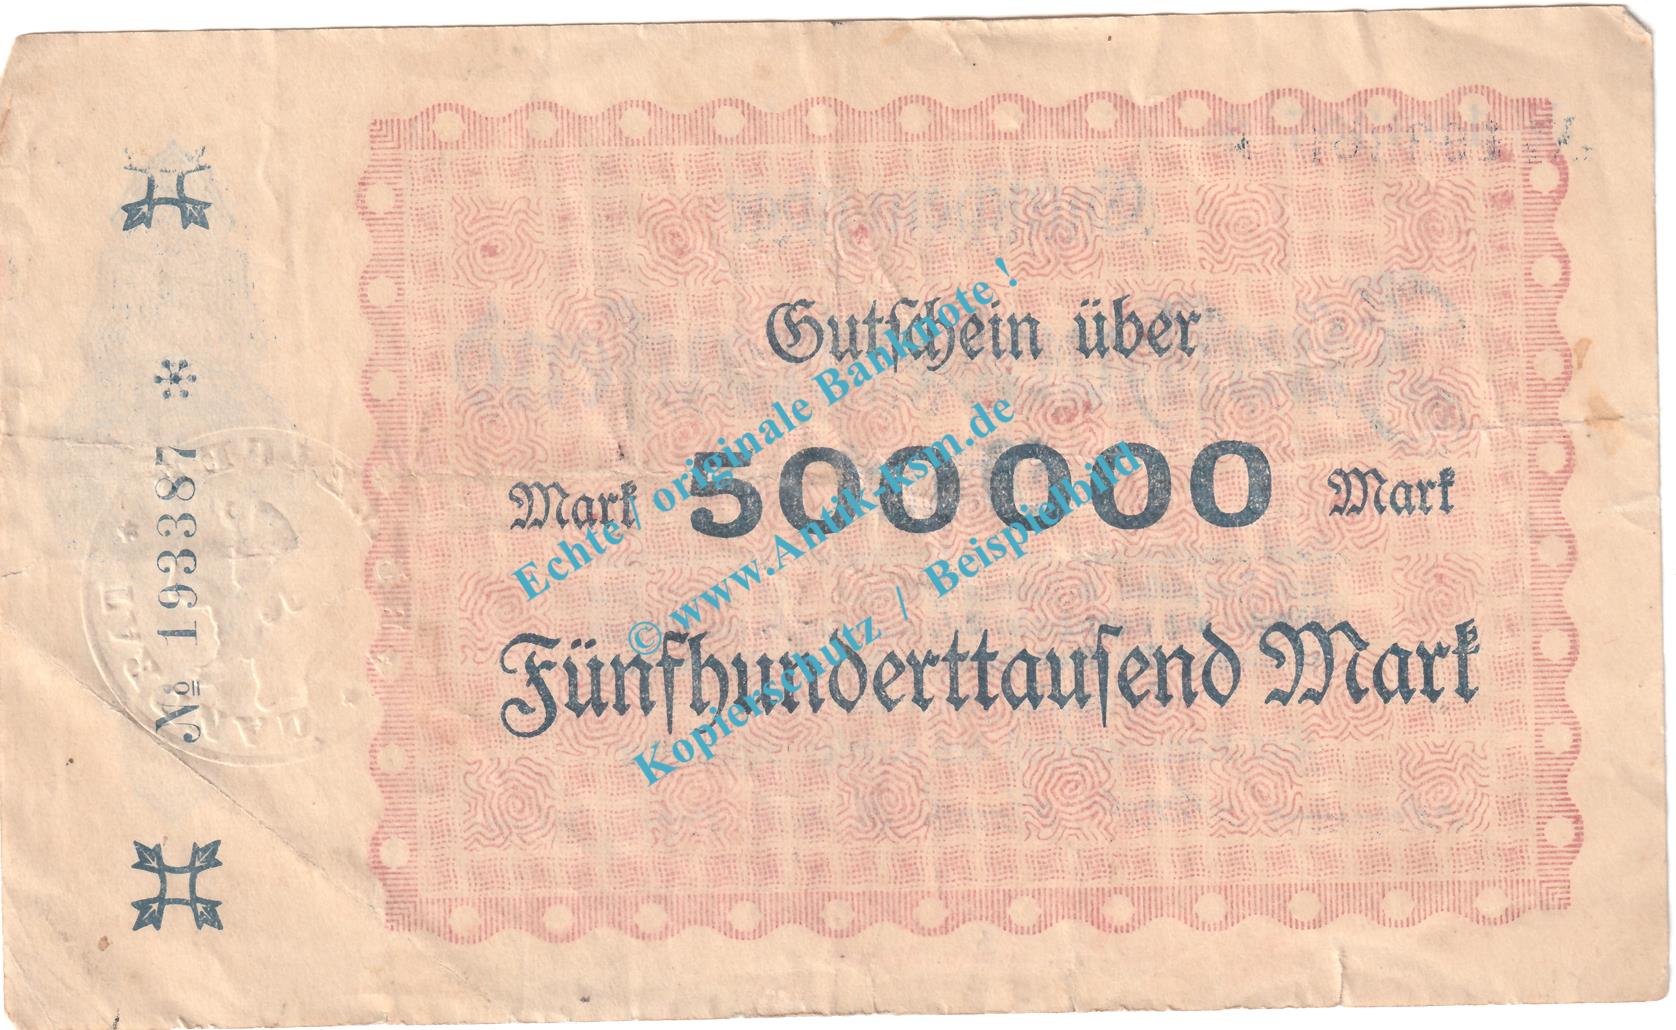 Gutschein über
Mark 500000 Mark
Fünfhunderttausend Mark
№ 193387 *
Echte / originale Banknote !
© www.Antik-ksm.de
Kopierschutz / Beispielbild